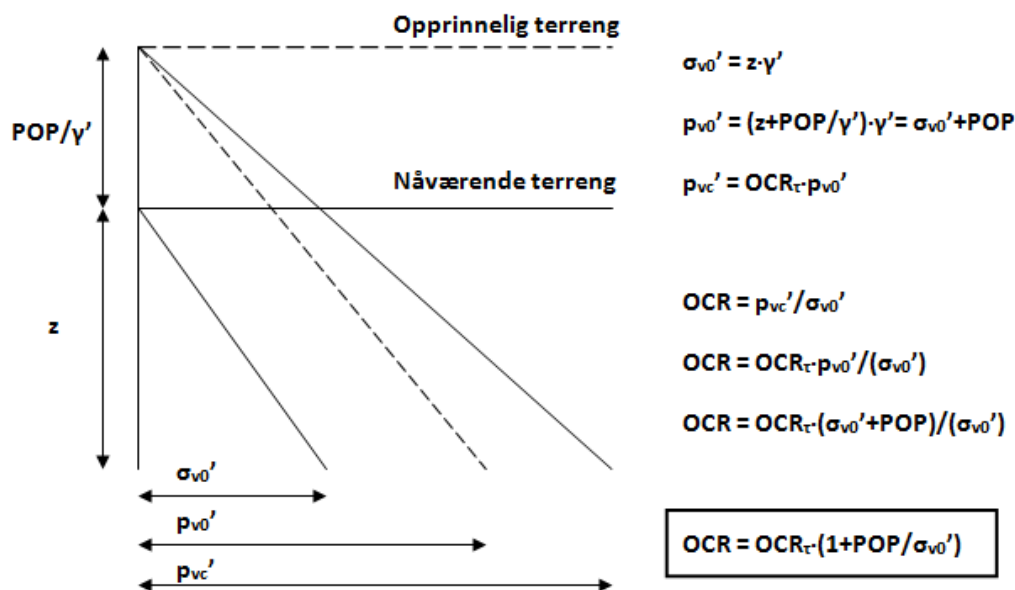 Opprinnelig terreng
POP/γ’
Nåværende terreng
z
σv0’
pv0’
pvc’
σv0’ = z·γ’
pv0’ = (z+POP/γ’)·γ’= σv0’+POP
pvc’ = OCRτ·pv0’
OCR = pvc’/σv0’
OCR = OCRτ·pv0’/(σv0’)
OCR = OCRτ·(σv0’+POP)/(σv0’)
OCR = OCRτ·(1+POP/σv0’)